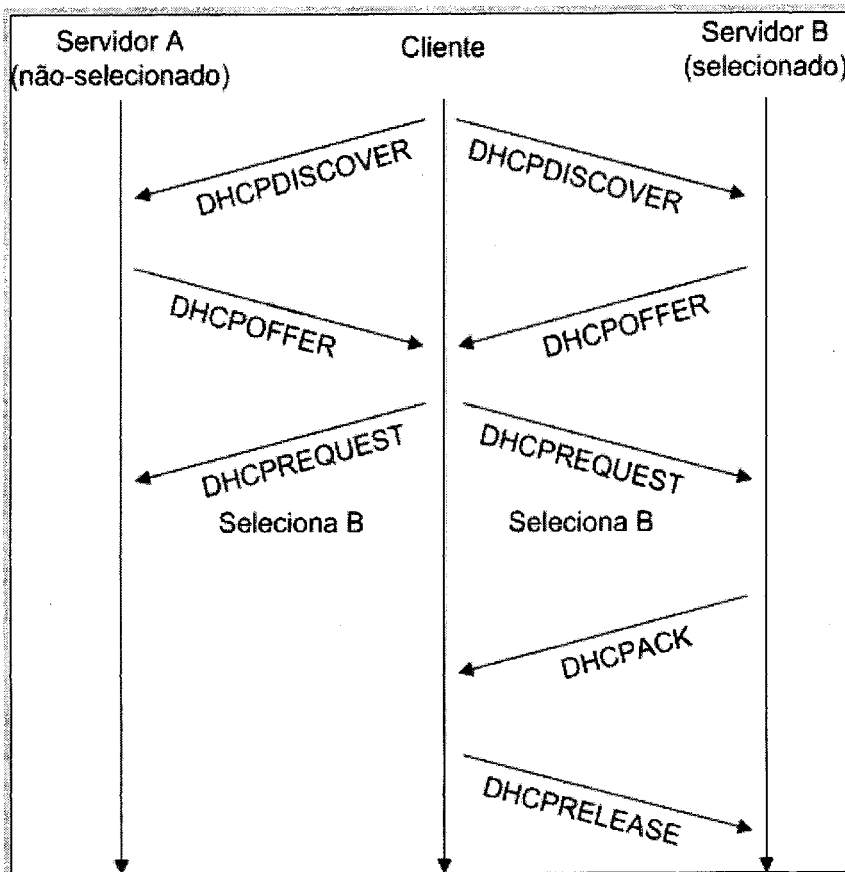 Servidor A
(não-selecionado)
Cliente
Servidor B
(selecionado)
DHCPDISCOVER
DHCPDISCOVER
DHCPOFFER
DHCPOFFER
DHCPREQUEST
DHCPREQUEST
Seleciona B
Seleciona B
DHCPACK
DHCPRELEASE